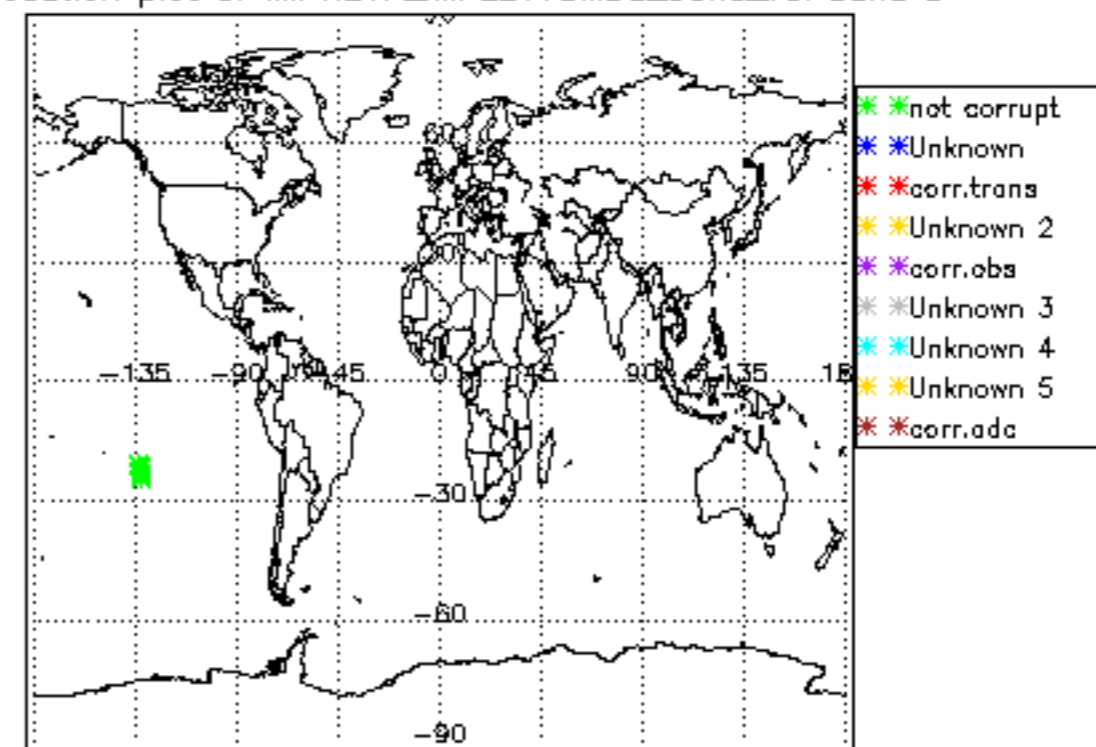 60
-135
-90
45
0
45
90
135
-30
-60
-90
not corrupt
Unknown
corr.trans
Unknown 2
corr.obs
Unknown 3
Unknown 4
Unknown 5
corr.adc